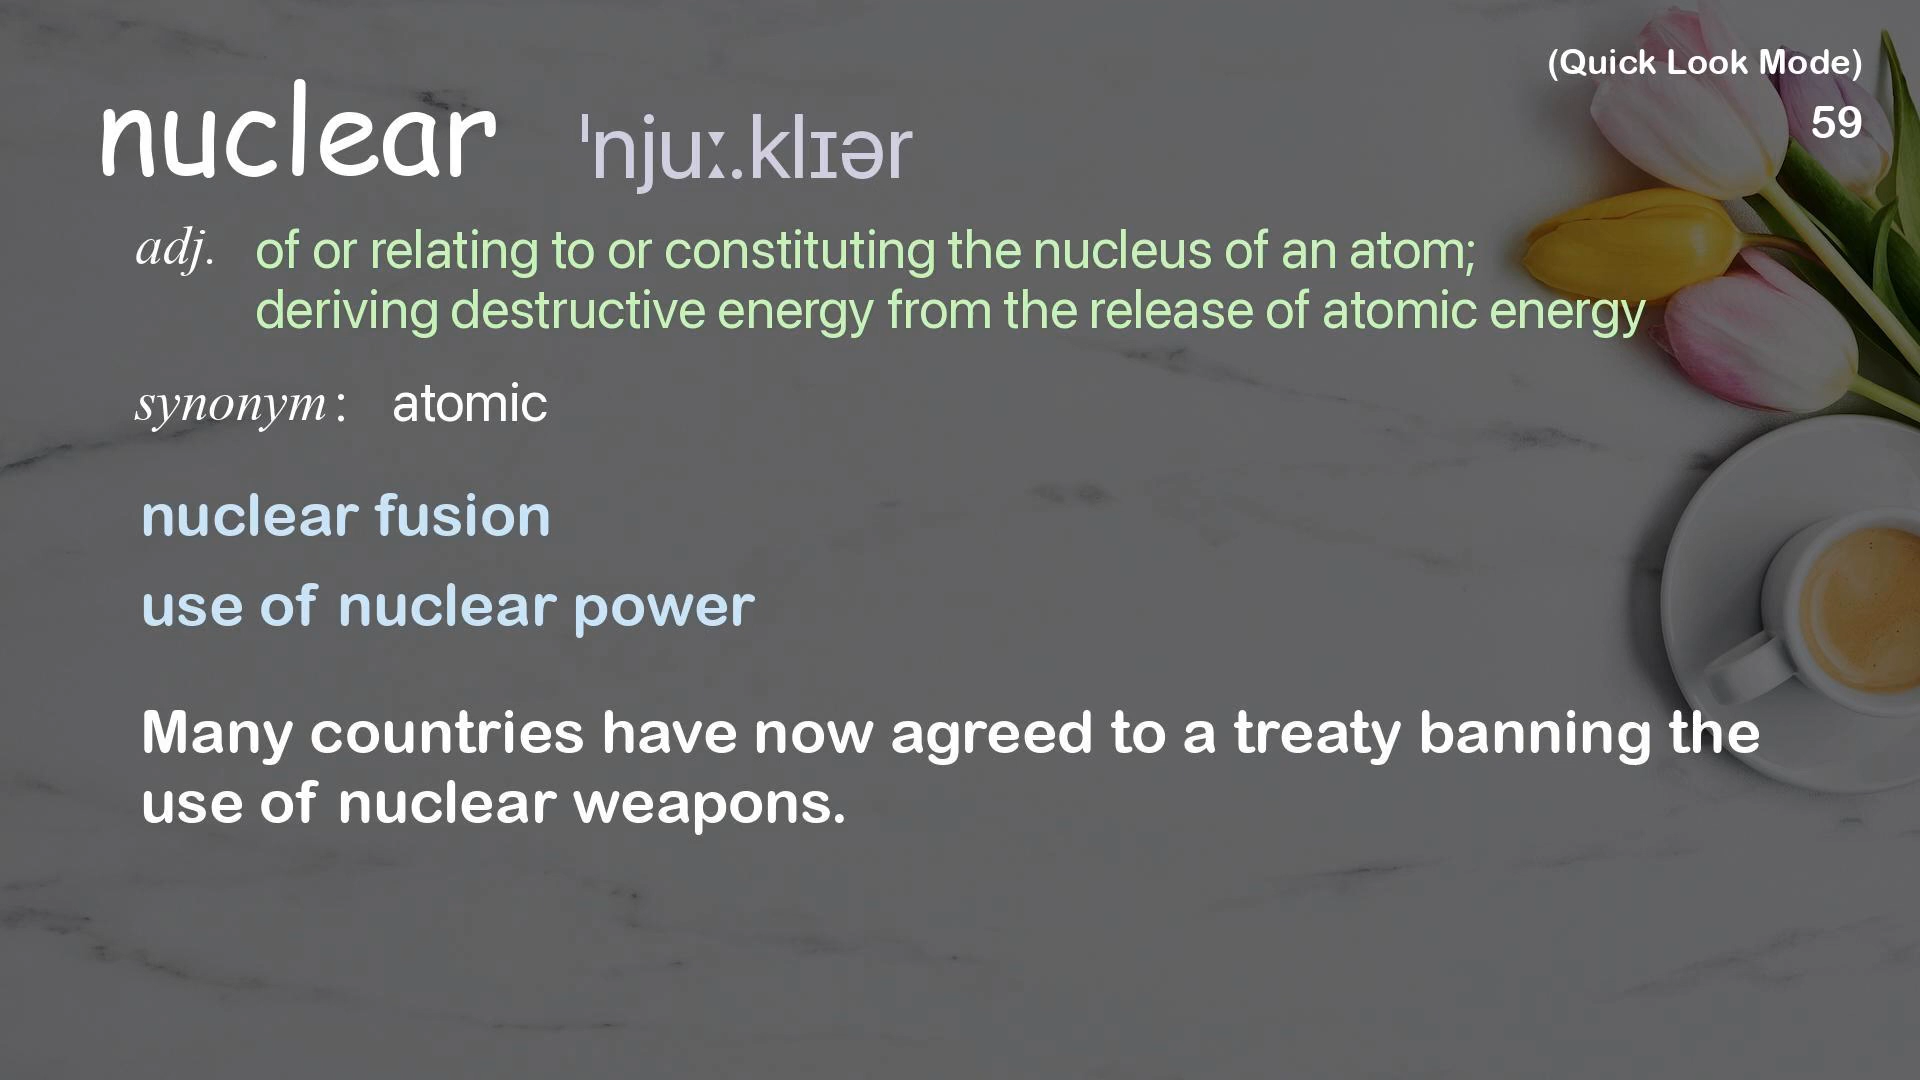 (Quick Look Mode)
59
nuclear ˈnjuː.klɪər
adj. of or relating to or constituting the nucleus of an atom;
deriving destructive energy from the release of atomic energy
synonym: atomic
nuclear fusion
use of nuclear power
Many countries have now agreed to a treaty banning the
use of nuclear weapons.